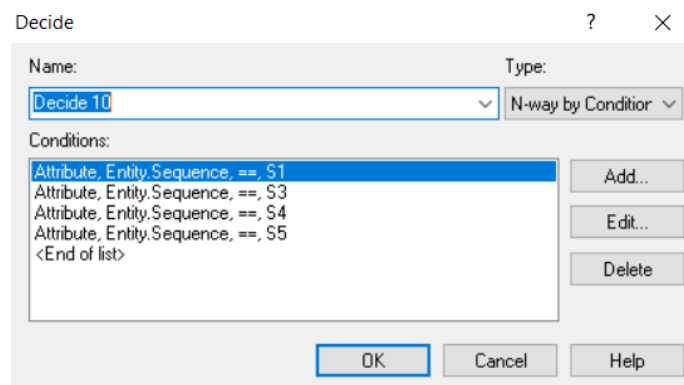 Decide ? X
Name: Type:
Decide 10 N-way by Condition
Conditions:
Attribute, Entity.Sequence, ==, S1
Attribute, Entity.Sequence, ==, S3
Attribute, Entity.Sequence, ==, S4
Attribute, Entity.Sequence, ==, S5
<End of list>
Add...
Edit...
Delete
OK Cancel Help